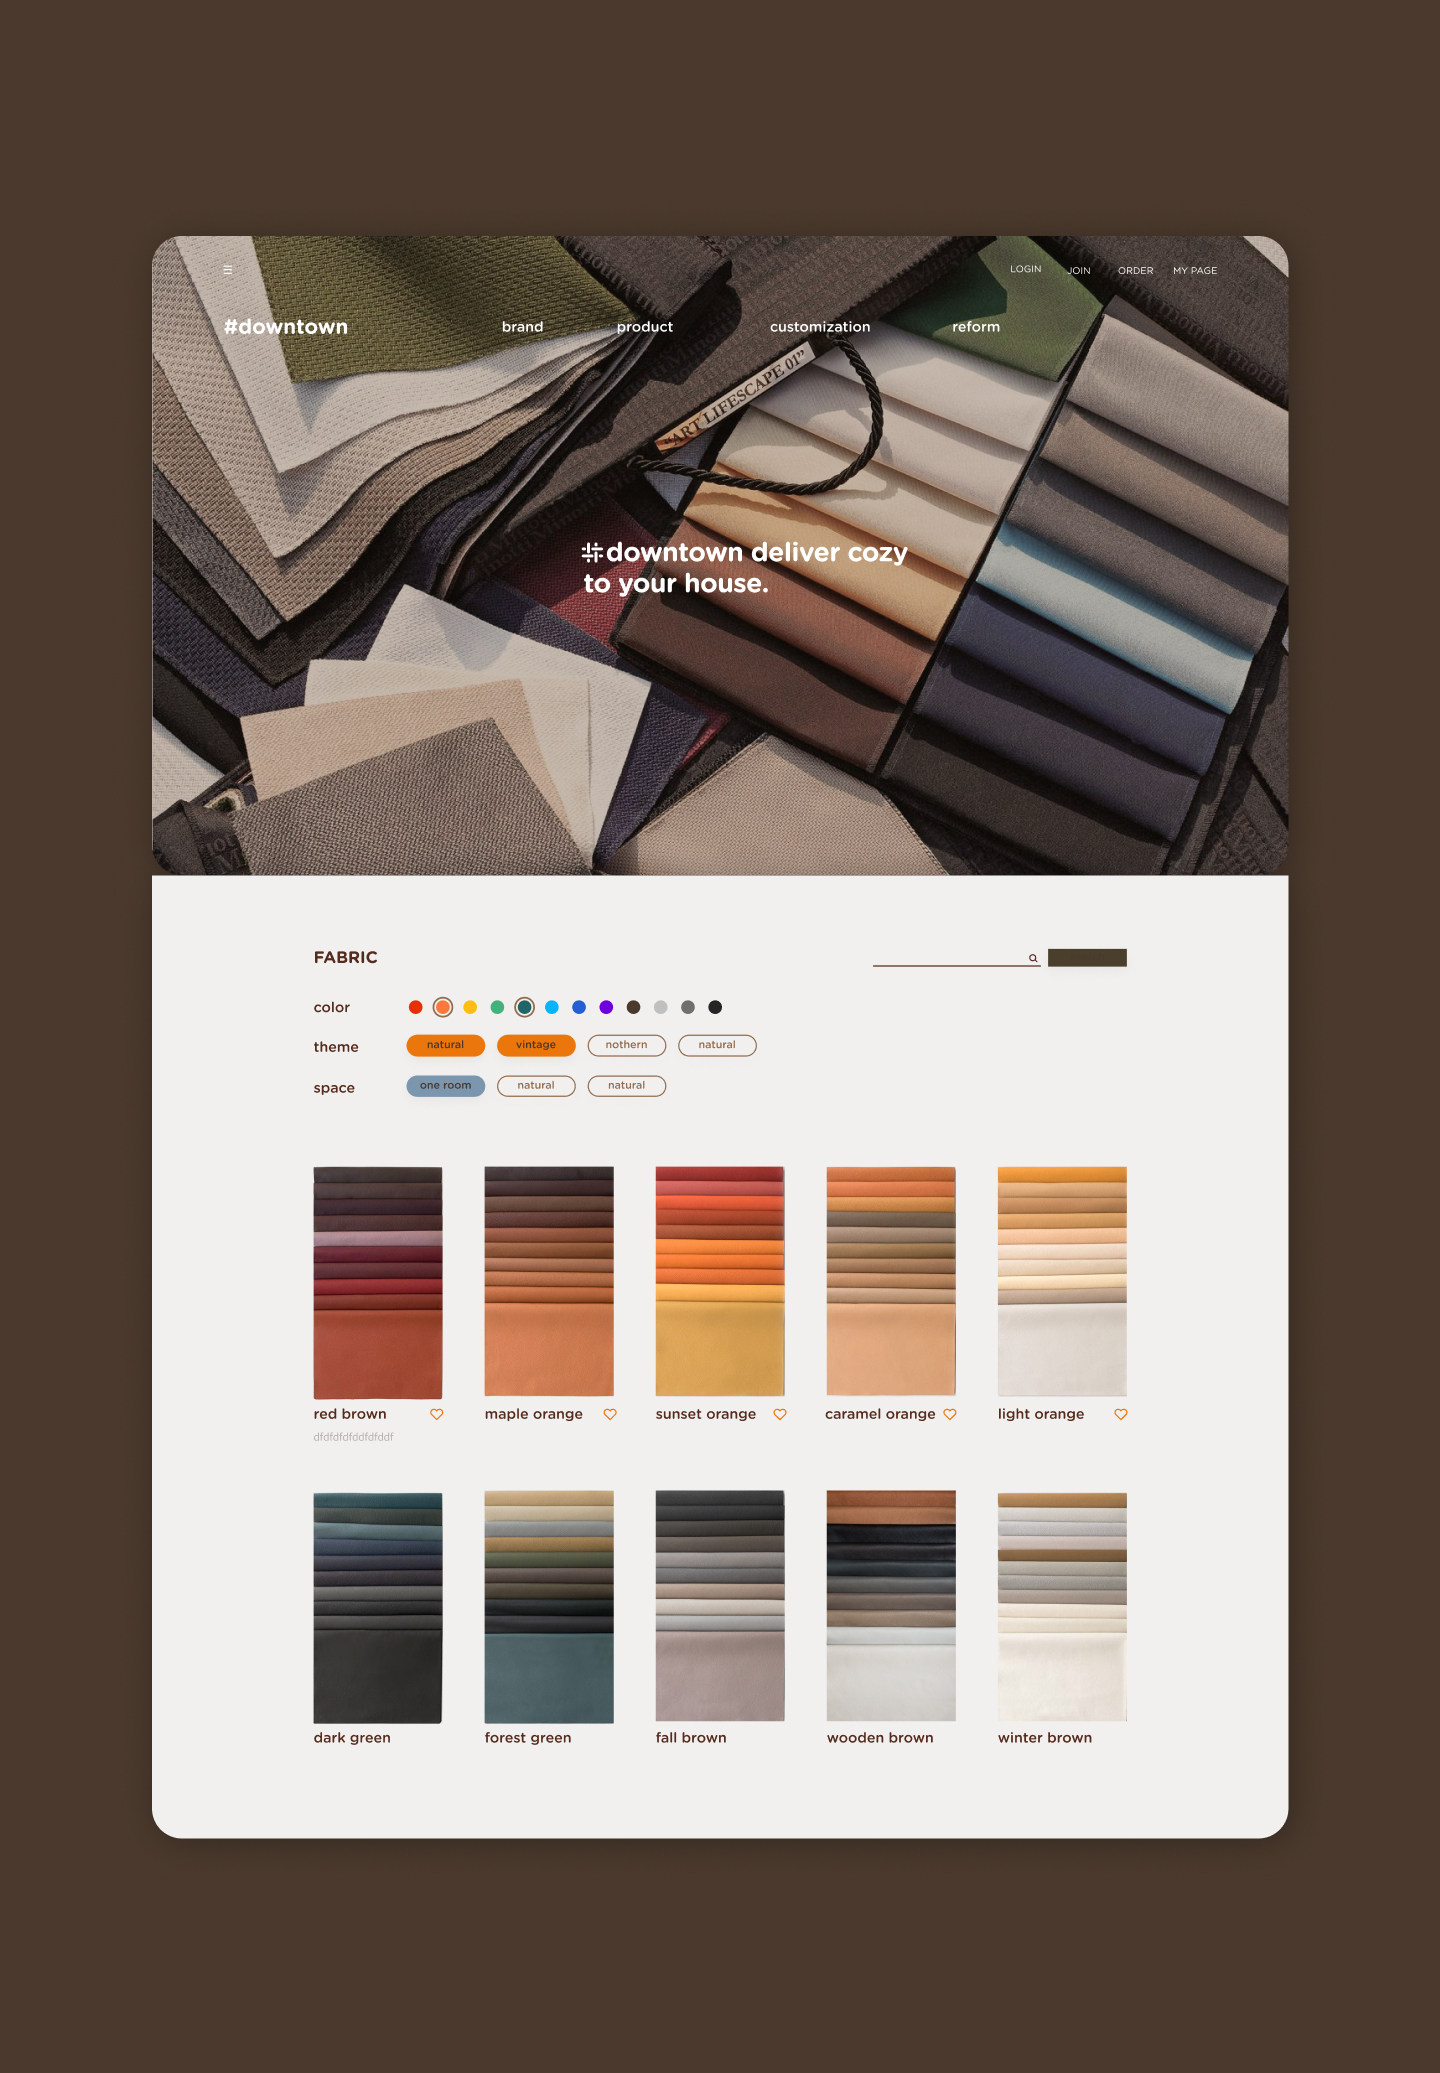 LOGIN JOIN ORDER MY PAGE
#downtown brand product customization reform
“ART LIFESCAPE 01”
#downtown deliver cozy
to your house.
FABRIC
color
theme natural vintage nothern natural
space one room natural natural
red brown maple orange sunset orange caramel orange light orange
dfdfdfdfddfdfddf
dark green forest green fall brown wooden brown winter brown